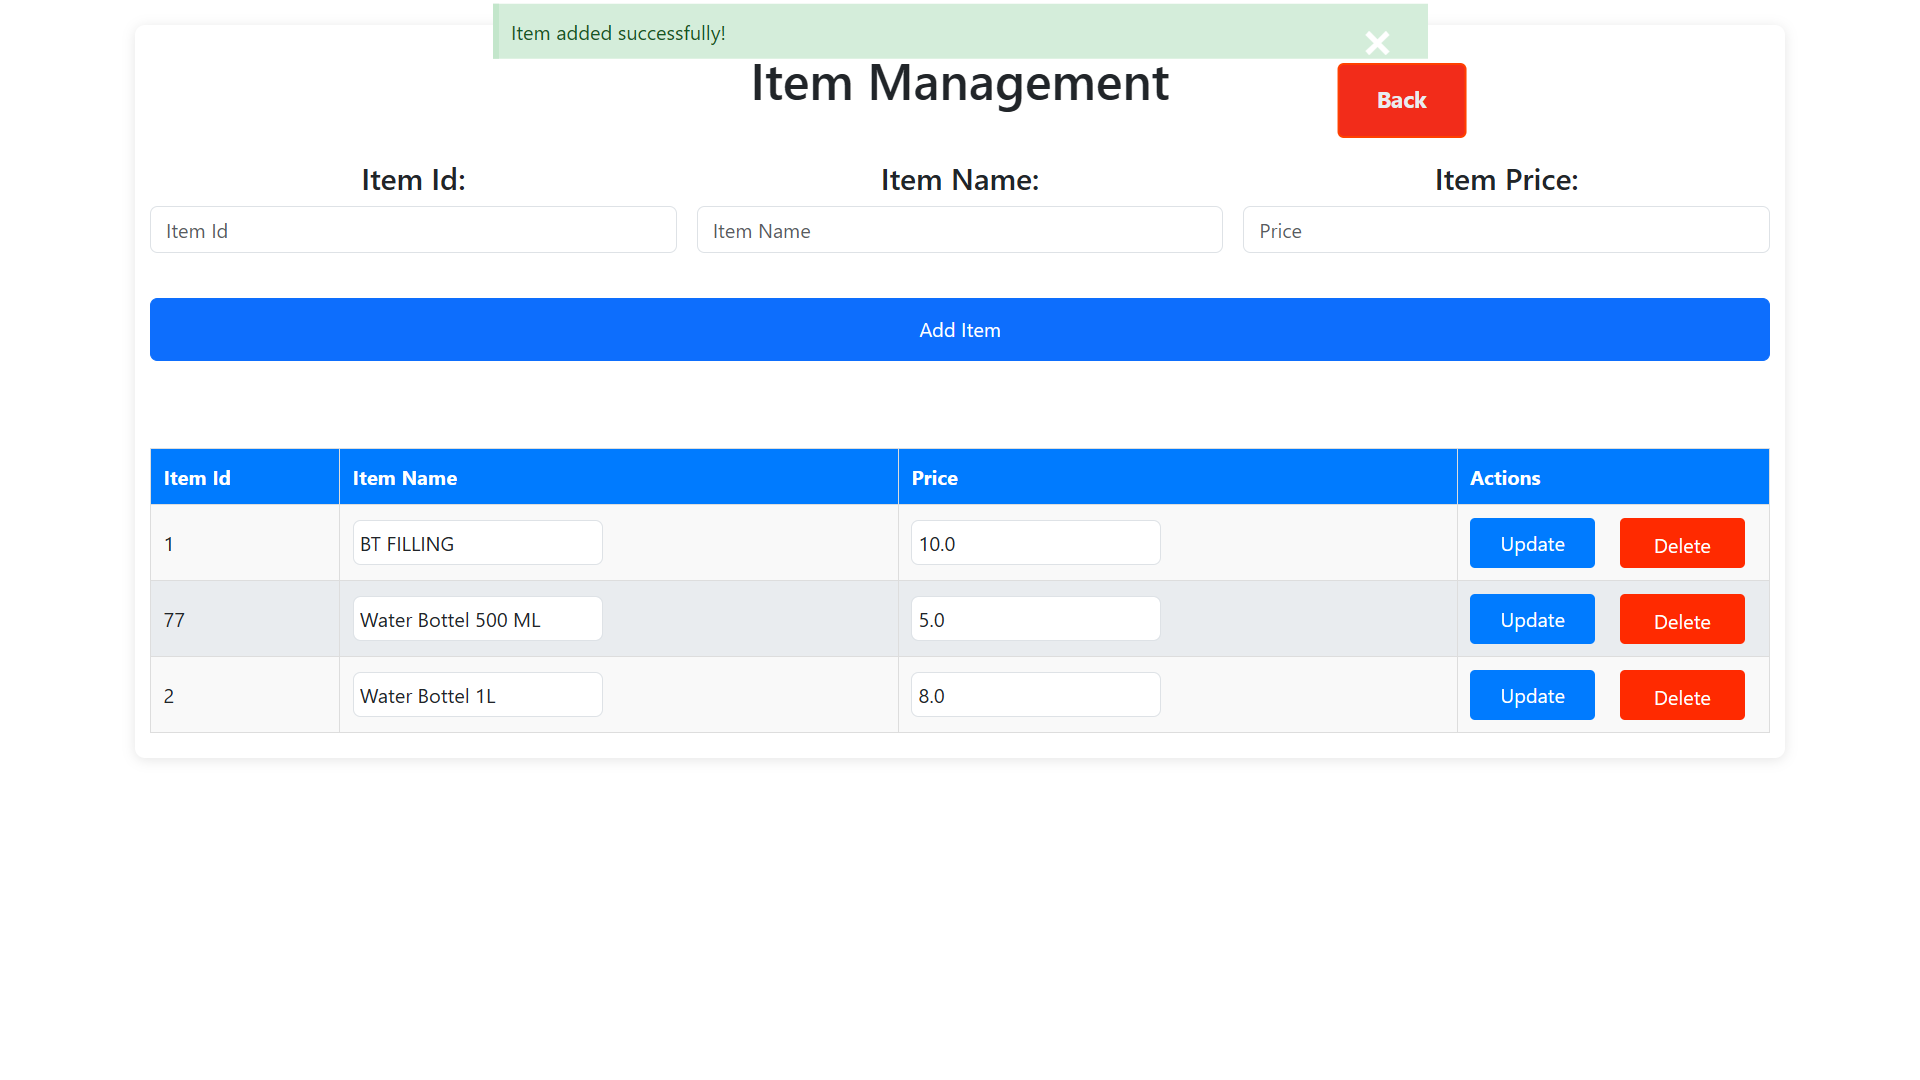 Item added successfully!
×
Item Management
Back
Item Id: Item Name: Item Price:
Item Id Item Name Price
Add Item
Item Id Item Name Price Actions
1 BT FILLING 10.0 Update Delete
77 Water Bottel 500 ML 5.0 Update Delete
2 Water Bottel 1L 8.0 Update Delete